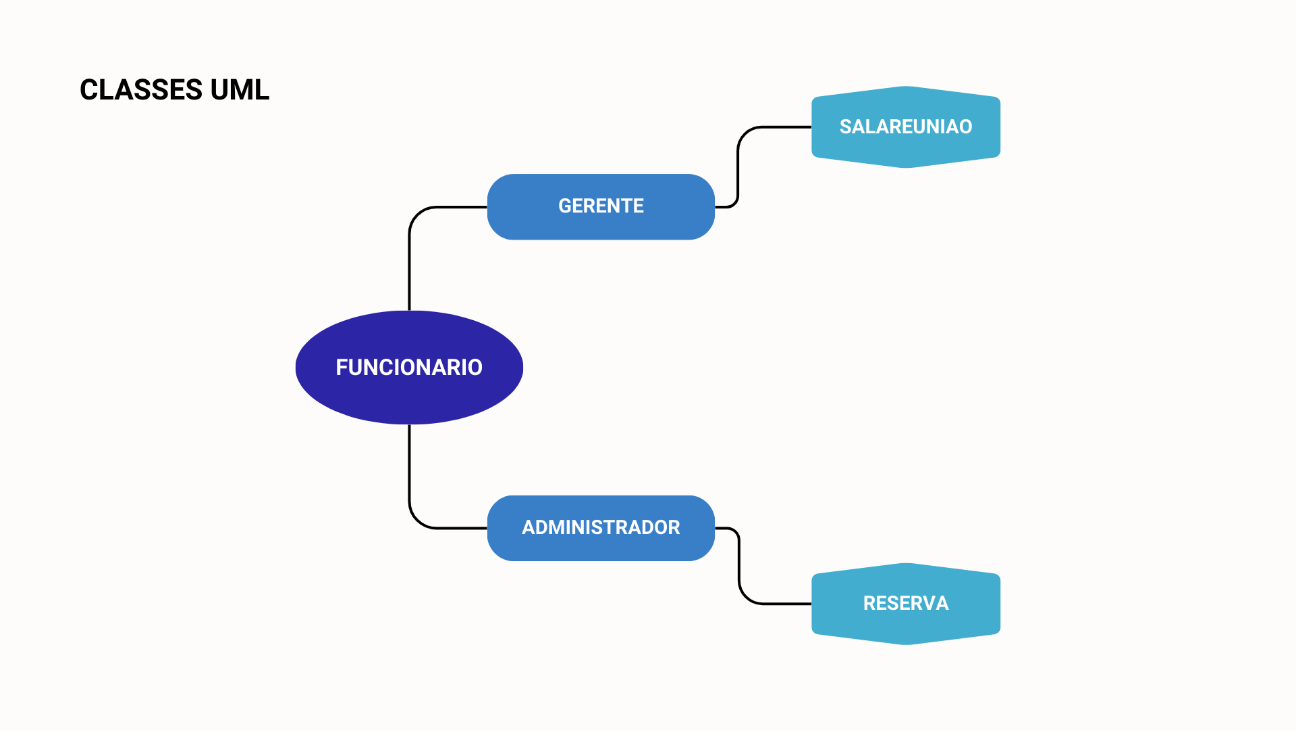 CLASSES UML
SALAREUNIAO
GERENTE
FUNCIONARIO
ADMINISTRADOR
RESERVA